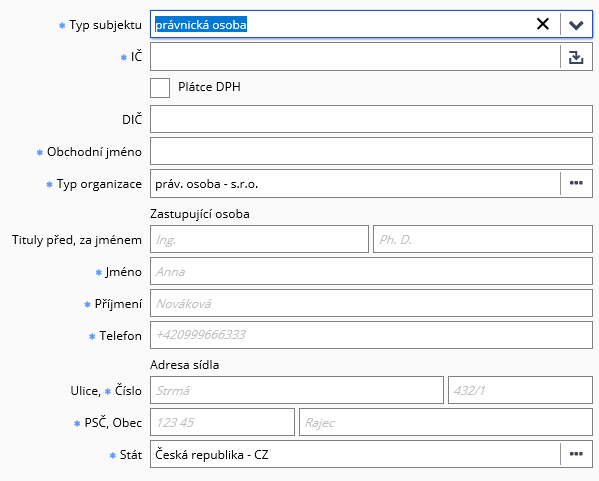 * Typ subjektu právnická osoba
* IČ
Plátce DPH
DIČ
* Obchodní jméno
* Typ organizace práv. osoba - s.r.o.
Zastupující osoba
Tituly před, za jménem Ing. Ph. D.
* Jméno Anna
* Příjmení Nováková
* Telefon +420999666333
Adresa sídla
Ulice, * Číslo Strmá 432/1
* PSČ, Obec 123 45 Rajec
* Stát Česká republika - CZ